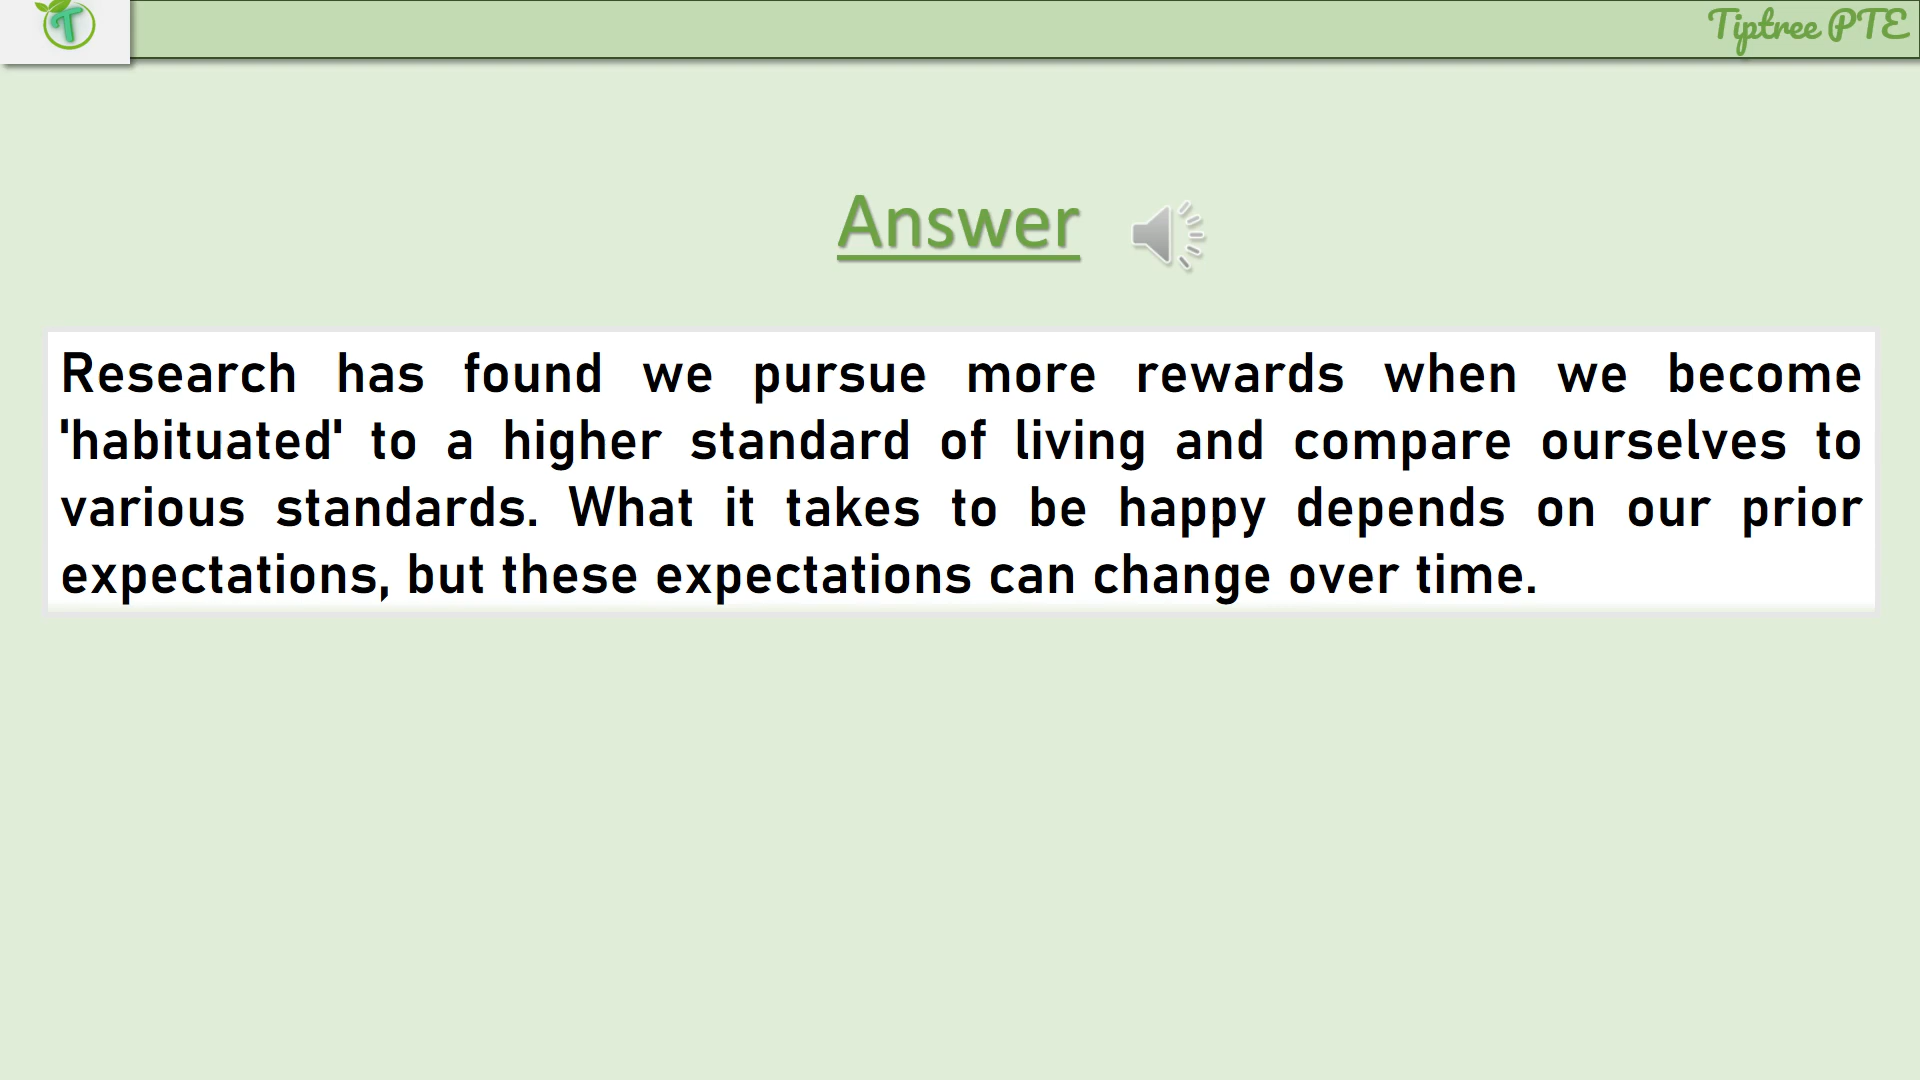 Tiptree PTE
Answer
Research has found we pursue more rewards when we become
'habituated' to a higher standard of living and compare ourselves to
various standards. What it takes to be happy depends on our prior
expectations, but these expectations can change over time.